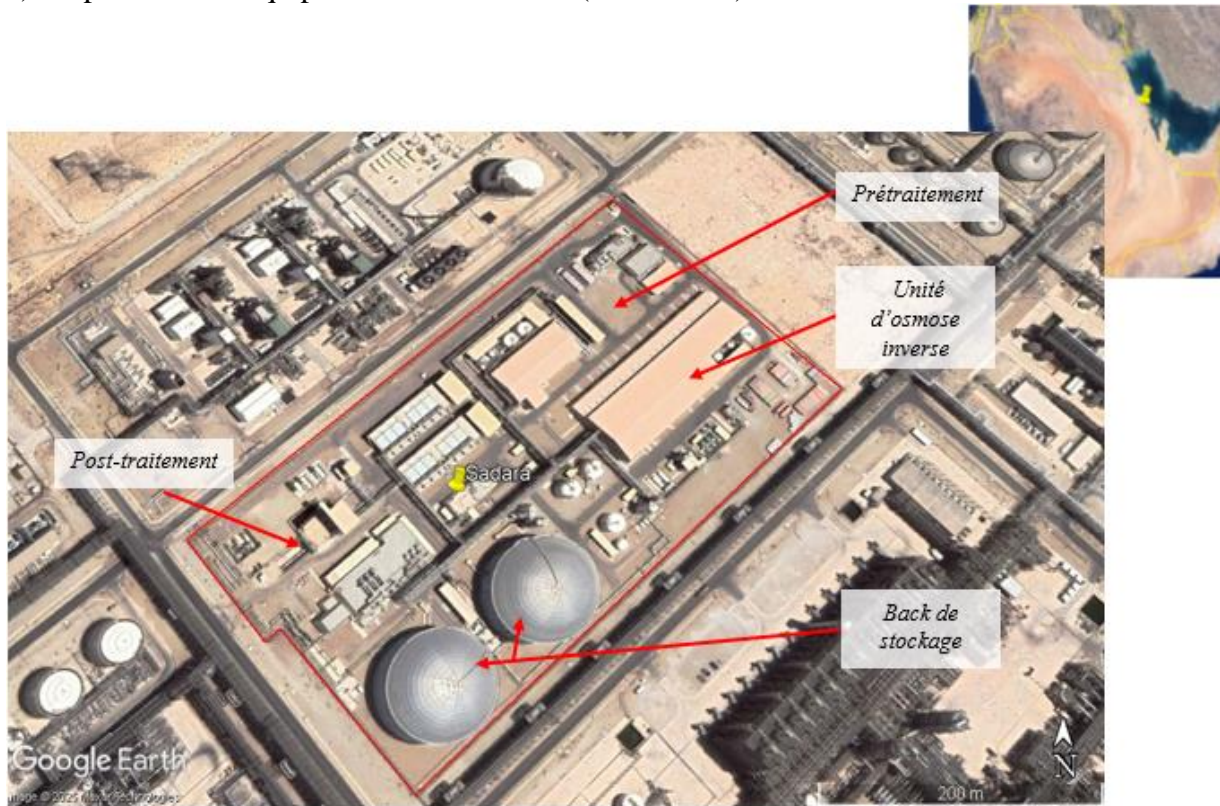 Prétraitement
Unité
d'osmose
inverse
Post-traitement
Sadara
Back de
stockage
N
Google Earth
200 m